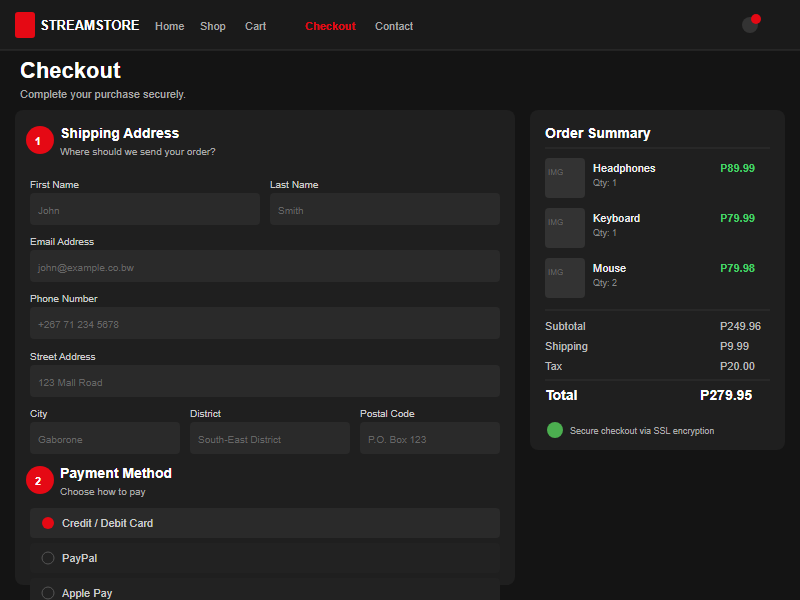 STREAMSTORE Home Shop Cart Checkout Contact
Checkout
Complete your purchase securely.
1
Shipping Address
Where should we send your order?
First Name
Last Name
John
Smith
Email Address
john@example.co.bw
Phone Number
+267 71 234 5678
Street Address
123 Mall Road
City
District
Postal Code
Gaborone
South-East District
P.O. Box 123
2
Payment Method
Choose how to pay
Credit / Debit Card
PayPal
Apple Pay
Order Summary
IMG
Headphones
P89.99
Qty: 1
IMG
Keyboard
P79.99
Qty: 1
IMG
Mouse
P79.98
Qty: 2
Subtotal P249.96
Shipping P9.99
Tax P20.00
Total P279.95
Secure checkout via SSL encryption